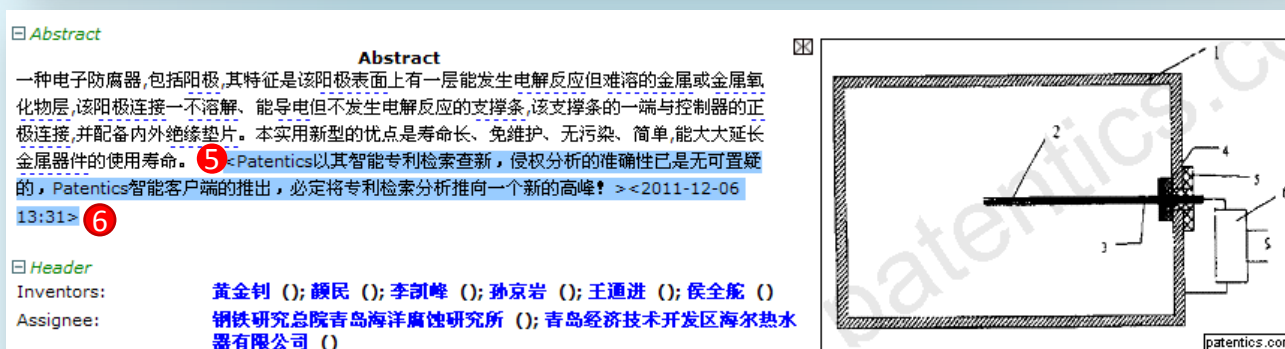 Abstract
Abstract
一种电子防腐器,包括阳极,其特征是该阳极表面上有一层能发生电解反应但难溶的金属或金属氧
化物层,该阳极连接一不溶解、能导电但不发生电解反应的支撑条,该支撑条的一端与控制器的正
极连接,并配备内外绝缘垫片。本实用新型的优点是寿命长、免维护、无污染、简单,能大大延长
金属器件的使用寿命。 5 <Patentics以其智能专利检索查新，侵权分析的准确性已是无可置疑
的，Patentics智能客户端的推出，必定将专利检索分析推向一个新的高峰！><2011-12-06
13:31> 6
Header
Inventors: 黄金钊 (); 颜民 (); 李凯峰 (); 孙京岩 (); 王通进 (); 侯全舵 ()
Assignee: 钢铁研究总院青岛海洋腐蚀研究所 (); 青岛经济技术开发区海尔热水
器有限公司 ()
1
2
4
5
6
3
S
patentics.co
patentics.com